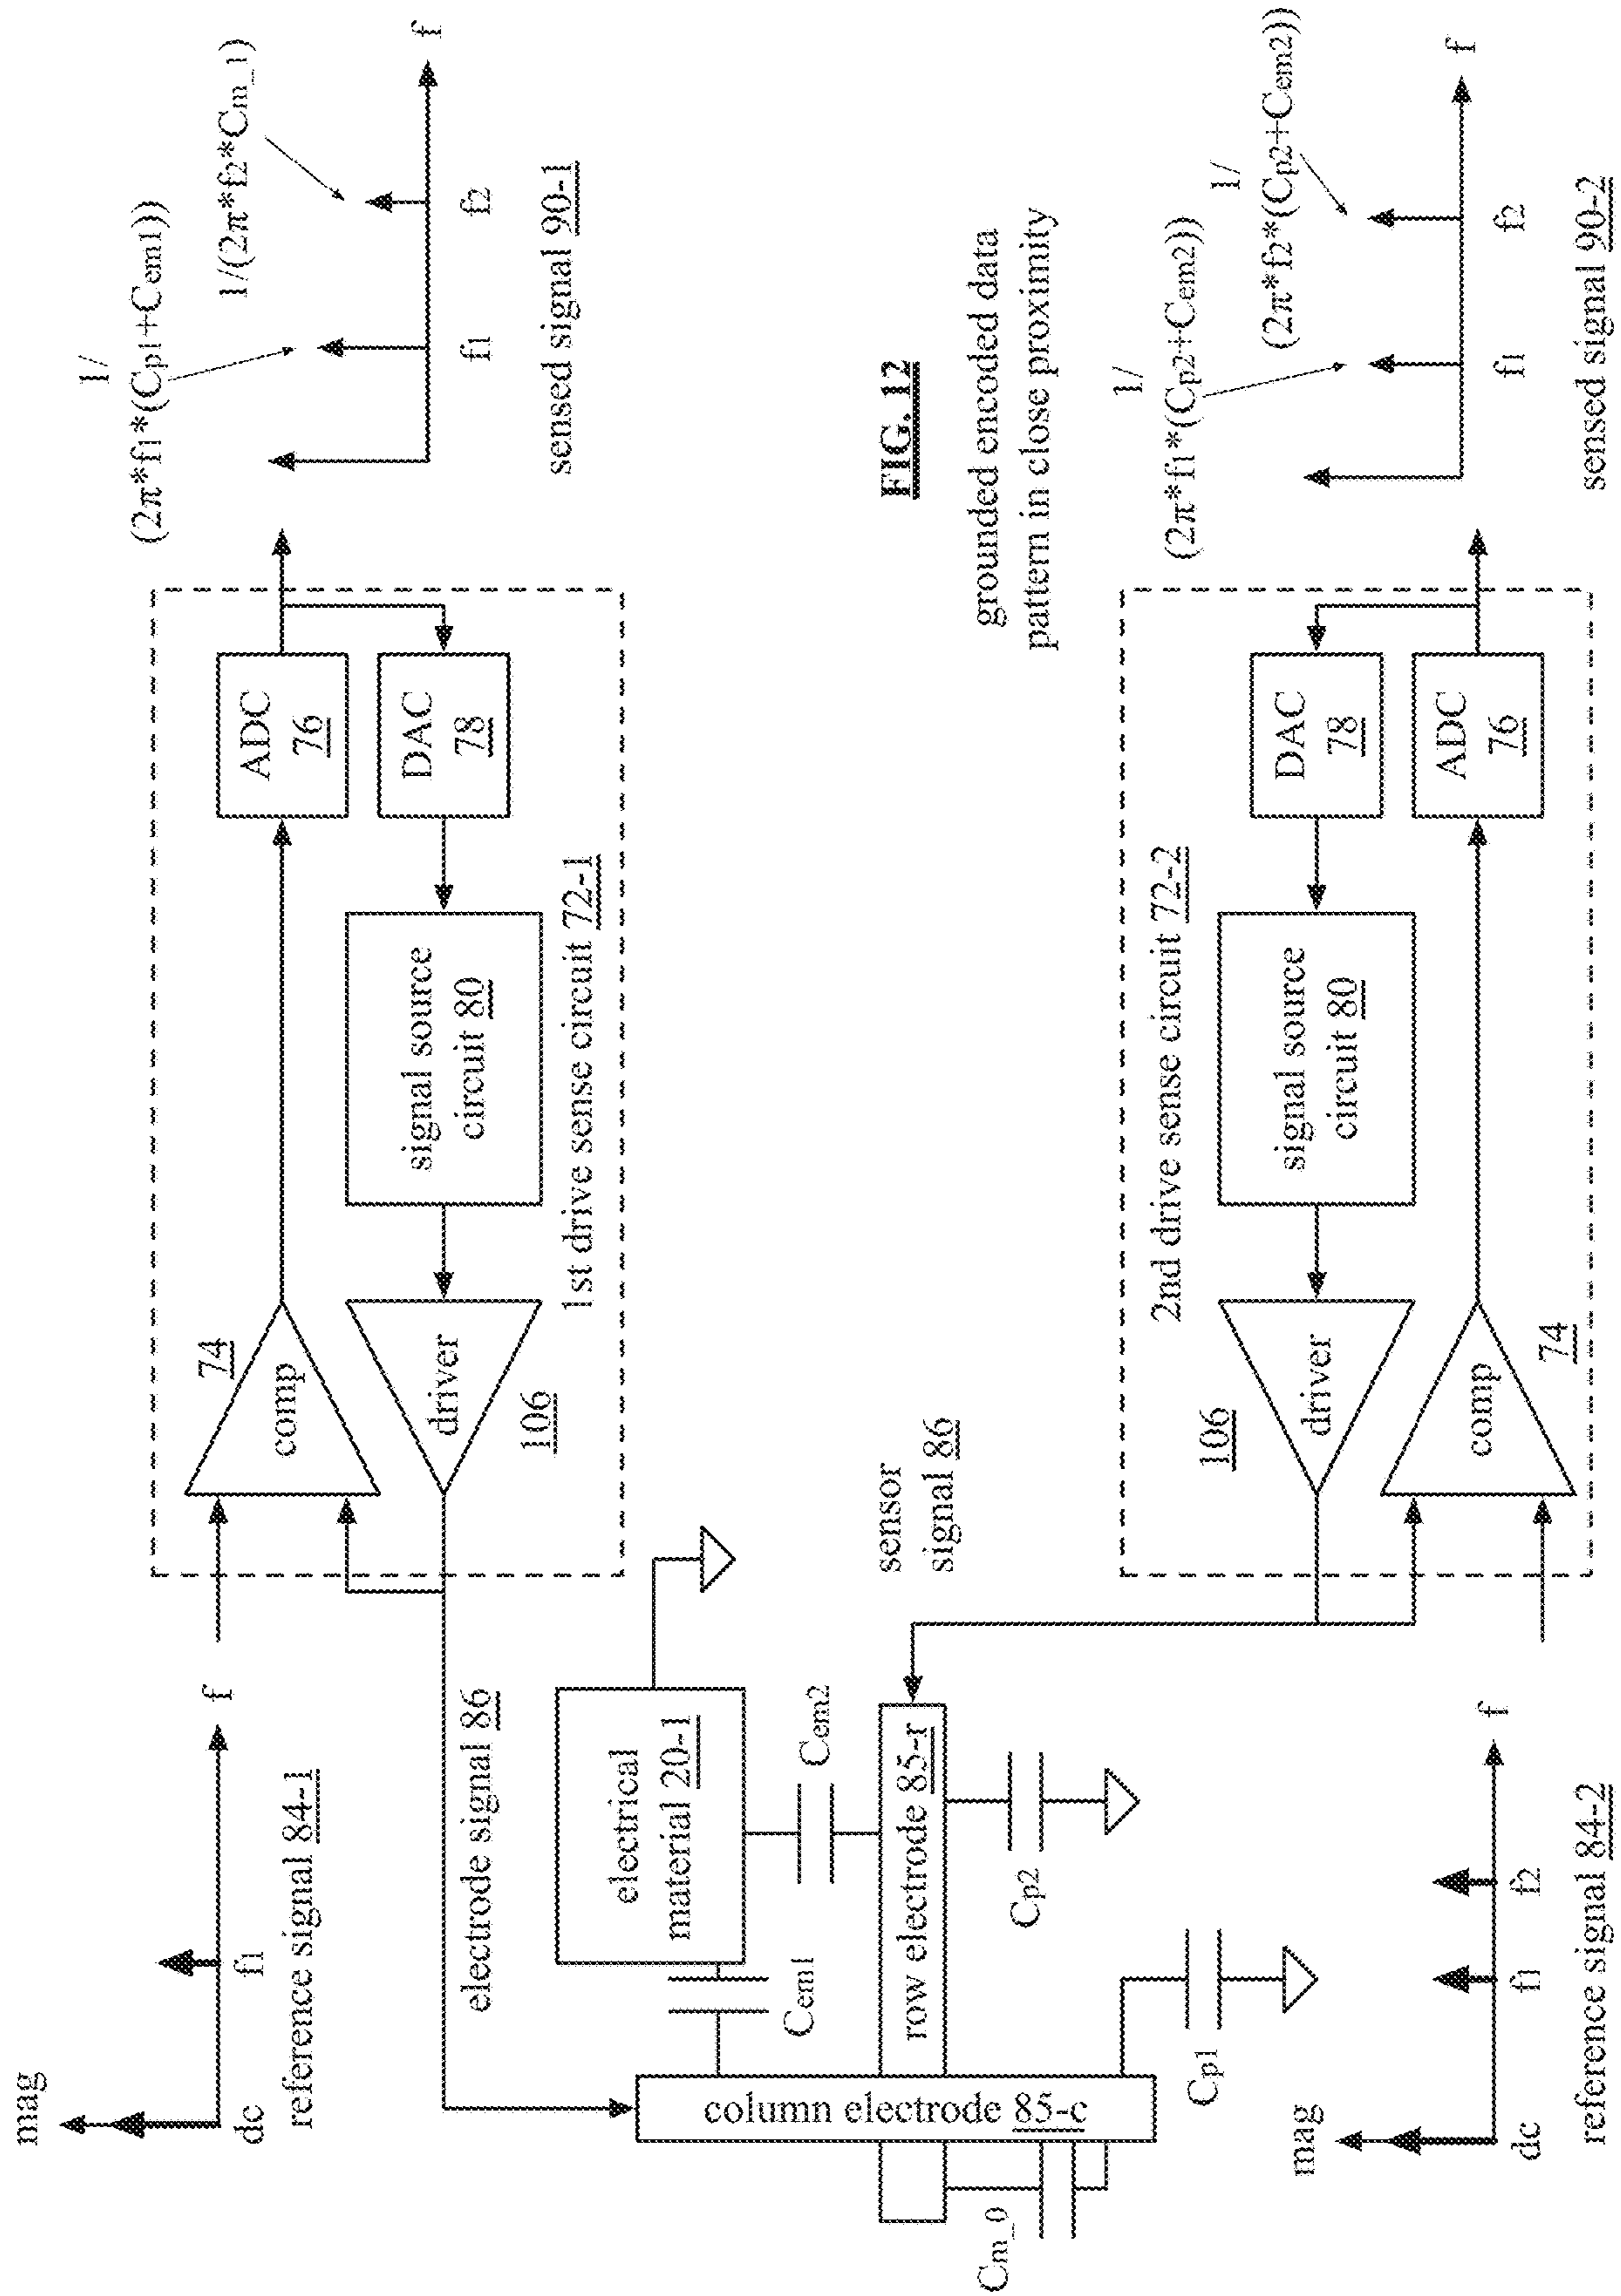 mag
dc
f1
f
reference signal 84-1
electrode signal 86
74
comp
ADC
76
DAC
78
signal source
circuit 80
driver
106
1st drive sense circuit 72-1
1/
(2π*f1*(Cp1+Cem1))
1/(2π*f2*Cm_1)
f1
f2
f
sensed signal 90-1
electrical
material 20-1
Cem1
Cem2
row electrode 85-r
column electrode 85-c
Cm_0
Cp1
Cp2
sensor
signal 86
FIG. 12
grounded encoded data
pattern in close proximity
2nd drive sense circuit 72-2
106
driver
signal source
circuit 80
DAC
78
ADC
76
comp
74
mag
dc
f1
f2
f
reference signal 84-2
1/
(2π*f1*(Cp2+Cem2))
1/
(2π*f2*(Cp2+Cem2))
f1
f2
f
sensed signal 90-2